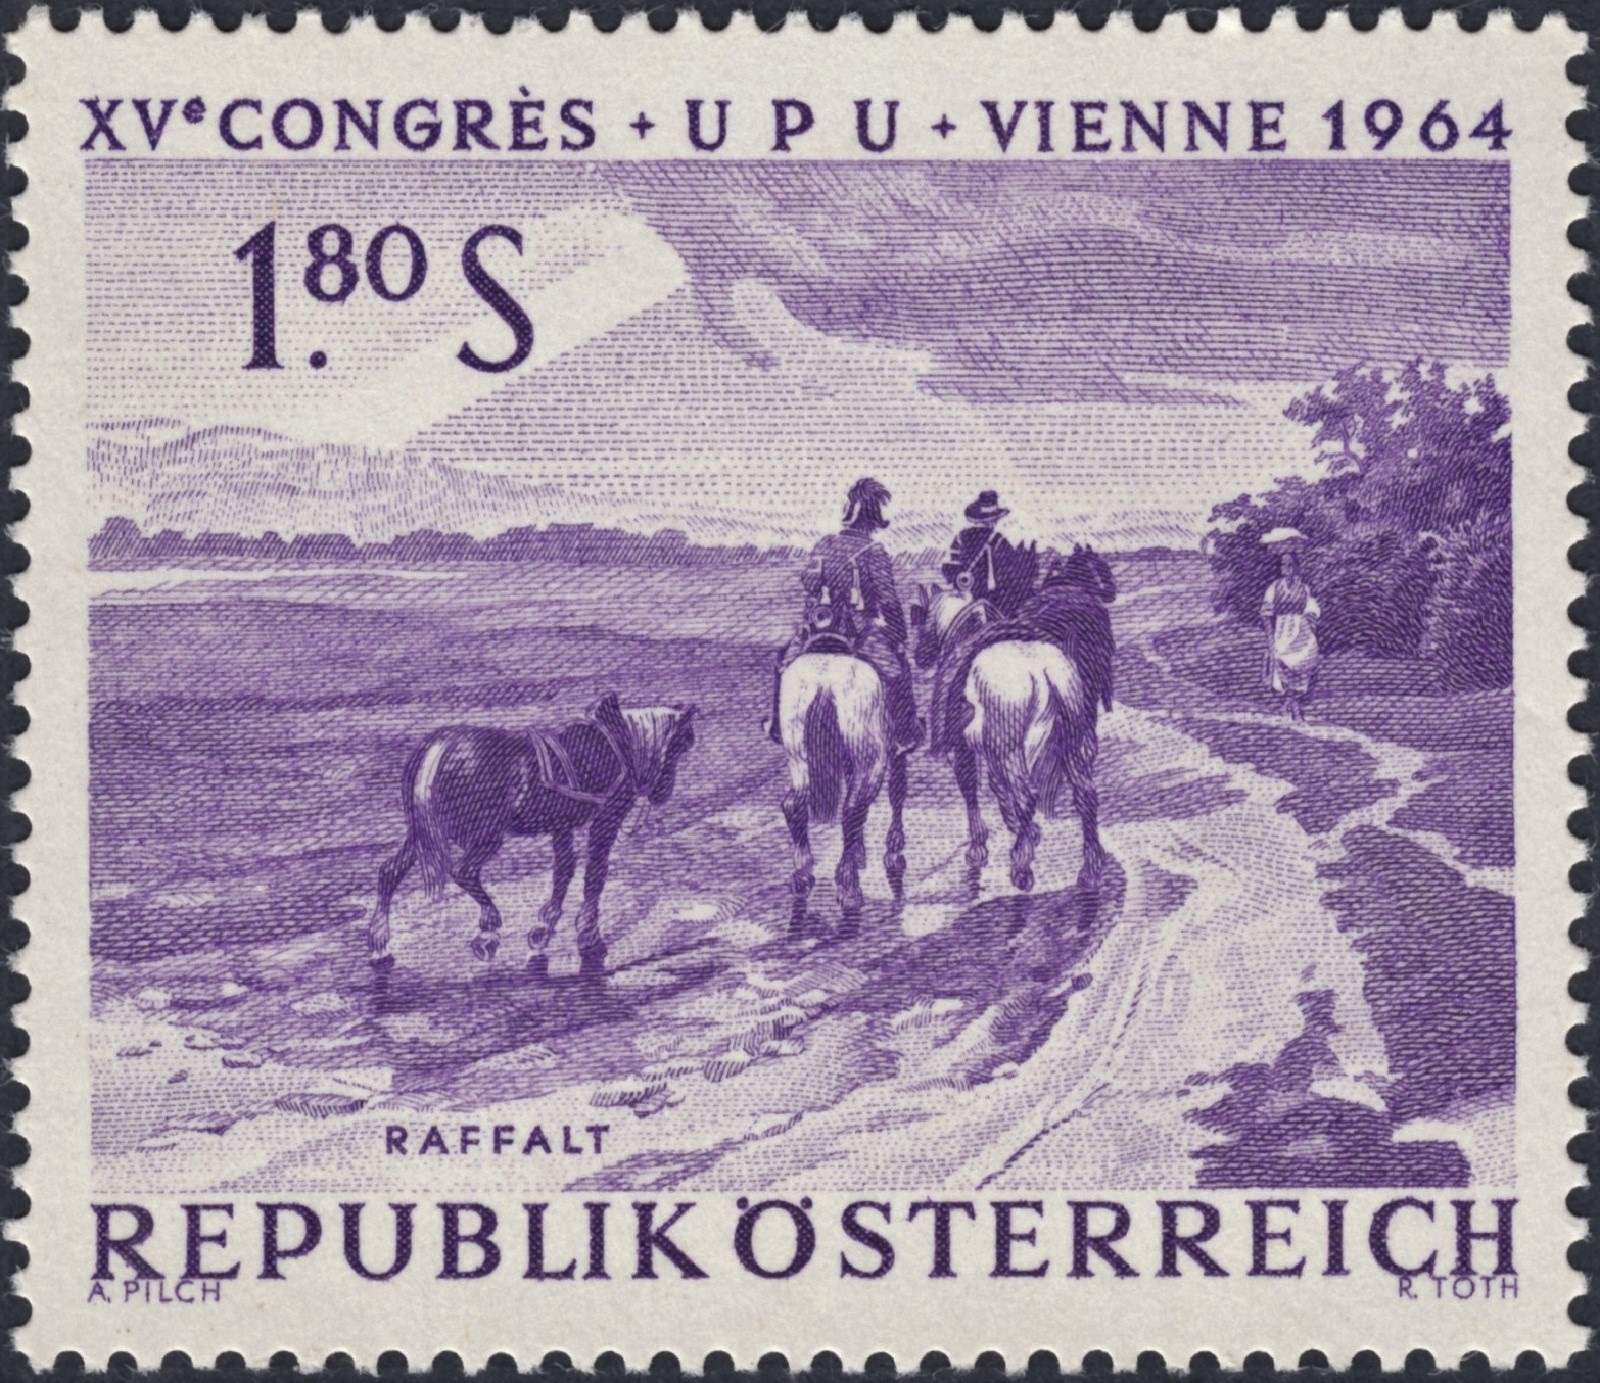 XVe CONGRÈS + U P U + VIENNE 1964
1.80 S
RAFFALT
REPUBLIK ÖSTERREICH
A. PILCH R. TOTH